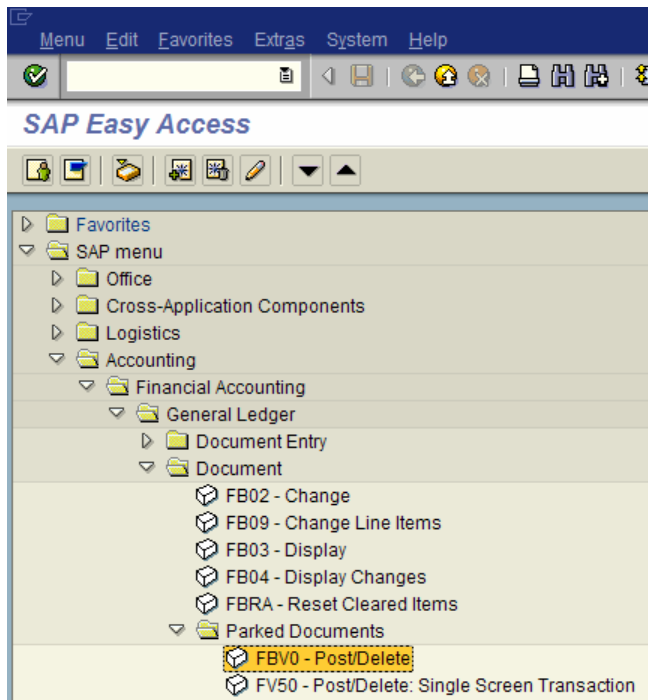 Menu Edit Favorites Extras System Help
SAP Easy Access
Favorites
SAP menu
Office
Cross-Application Components
Logistics
Accounting
Financial Accounting
General Ledger
Document Entry
Document
FB02 - Change
FB09 - Change Line Items
FB03 - Display
FB04 - Display Changes
FBRA - Reset Cleared Items
Parked Documents
FBV0 - Post/Delete
FV50 - Post/Delete: Single Screen Transaction